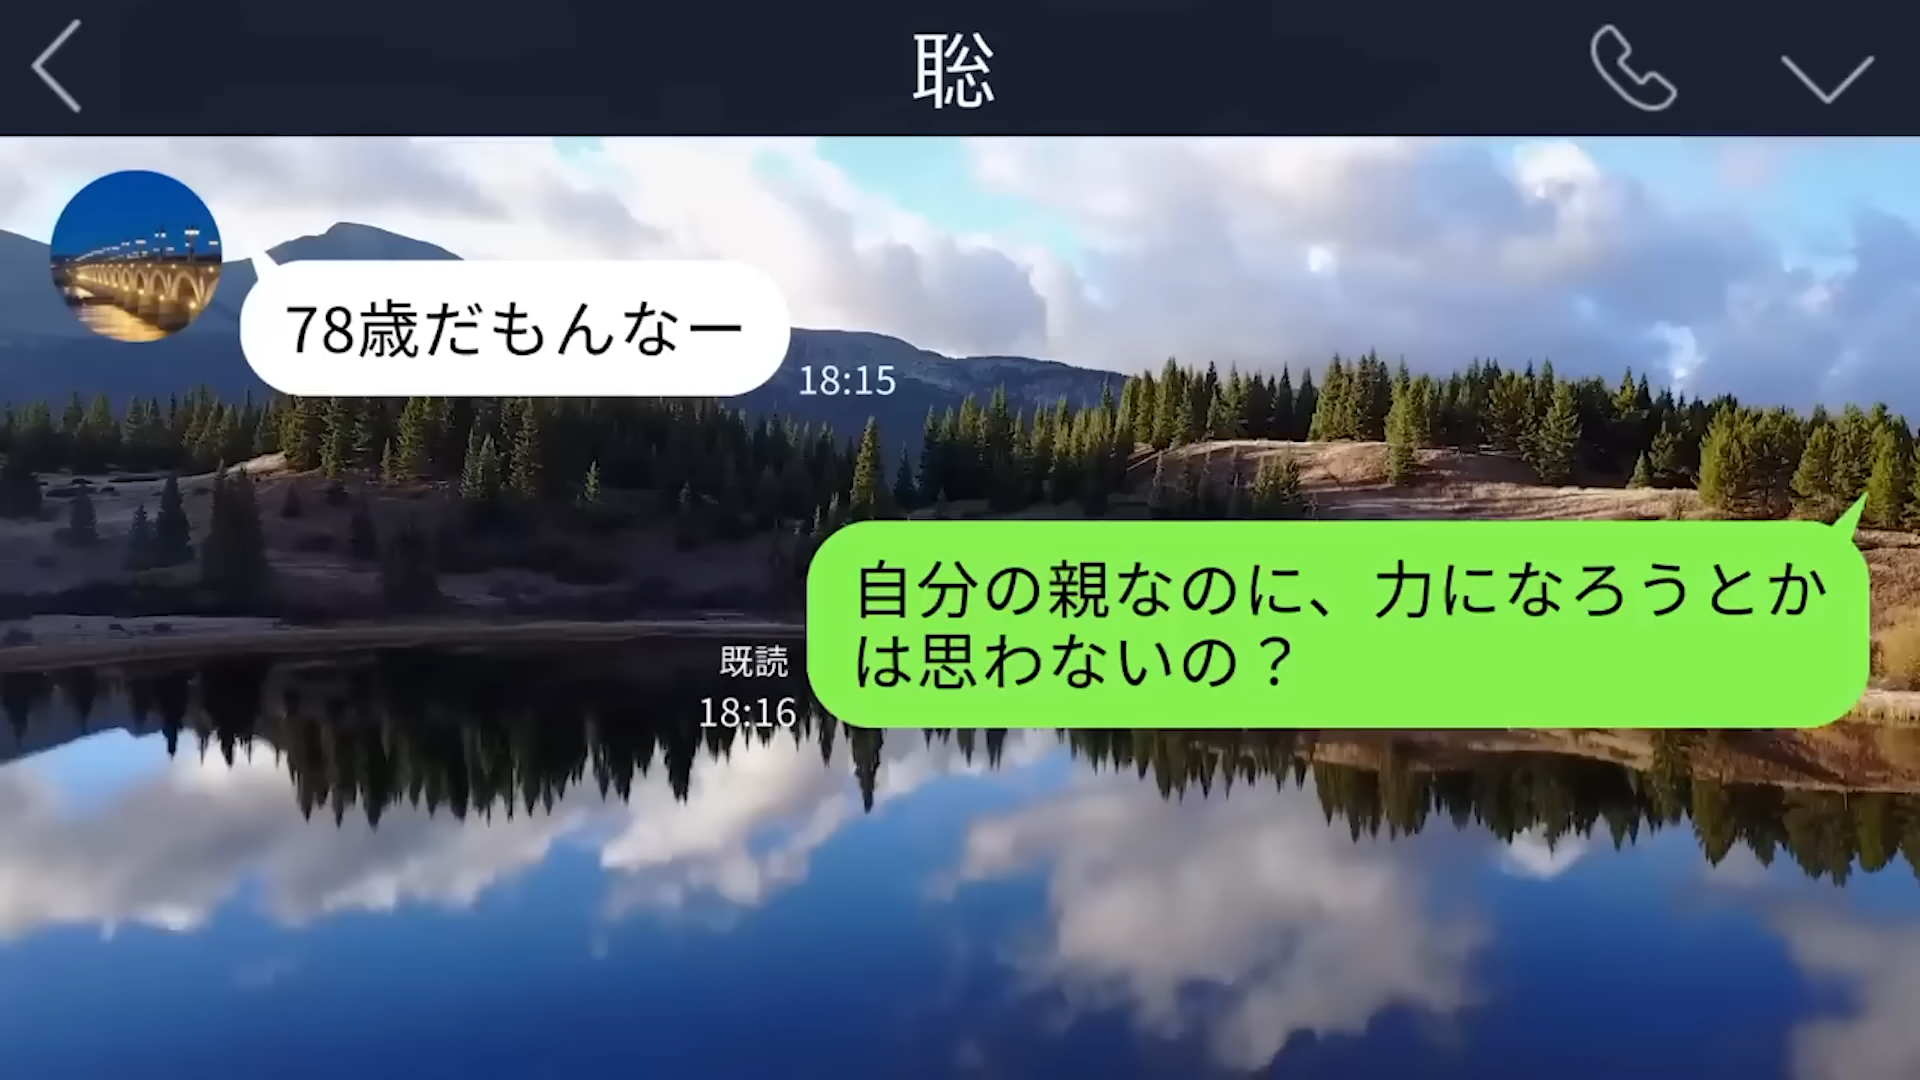 聡
78歳だもんなー
18:15
自分の親なのに、力になろうとか
は思わないの？
既読
18:16